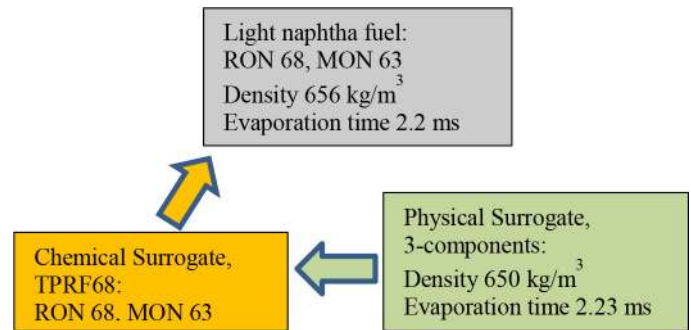 Light naphtha fuel:
RON 68, MON 63
Density 656 kg/m³
Evaporation time 2.2 ms
Chemical Surrogate,
TPRF68:
RON 68, MON 63
Physical Surrogate,
3-components:
Density 650 kg/m³
Evaporation time 2.23 ms